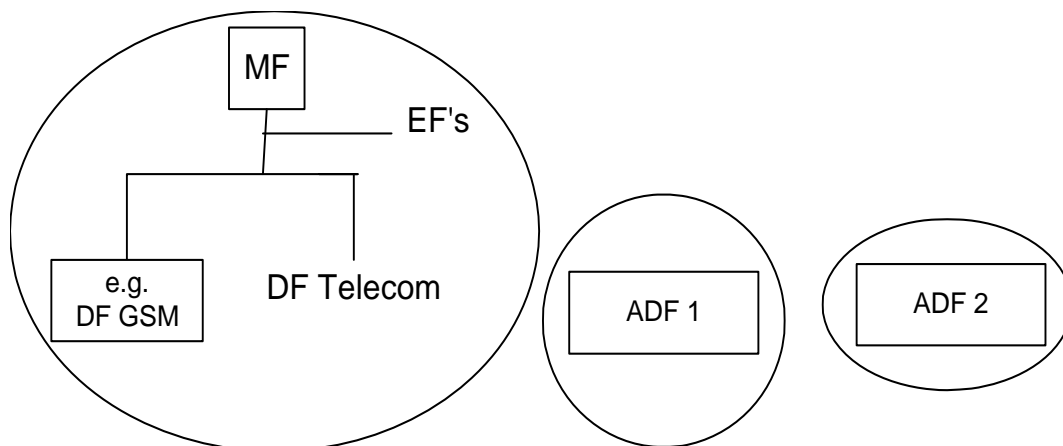 MF
EF's
e.g.
DF GSM
DF Telecom
ADF 1
ADF 2